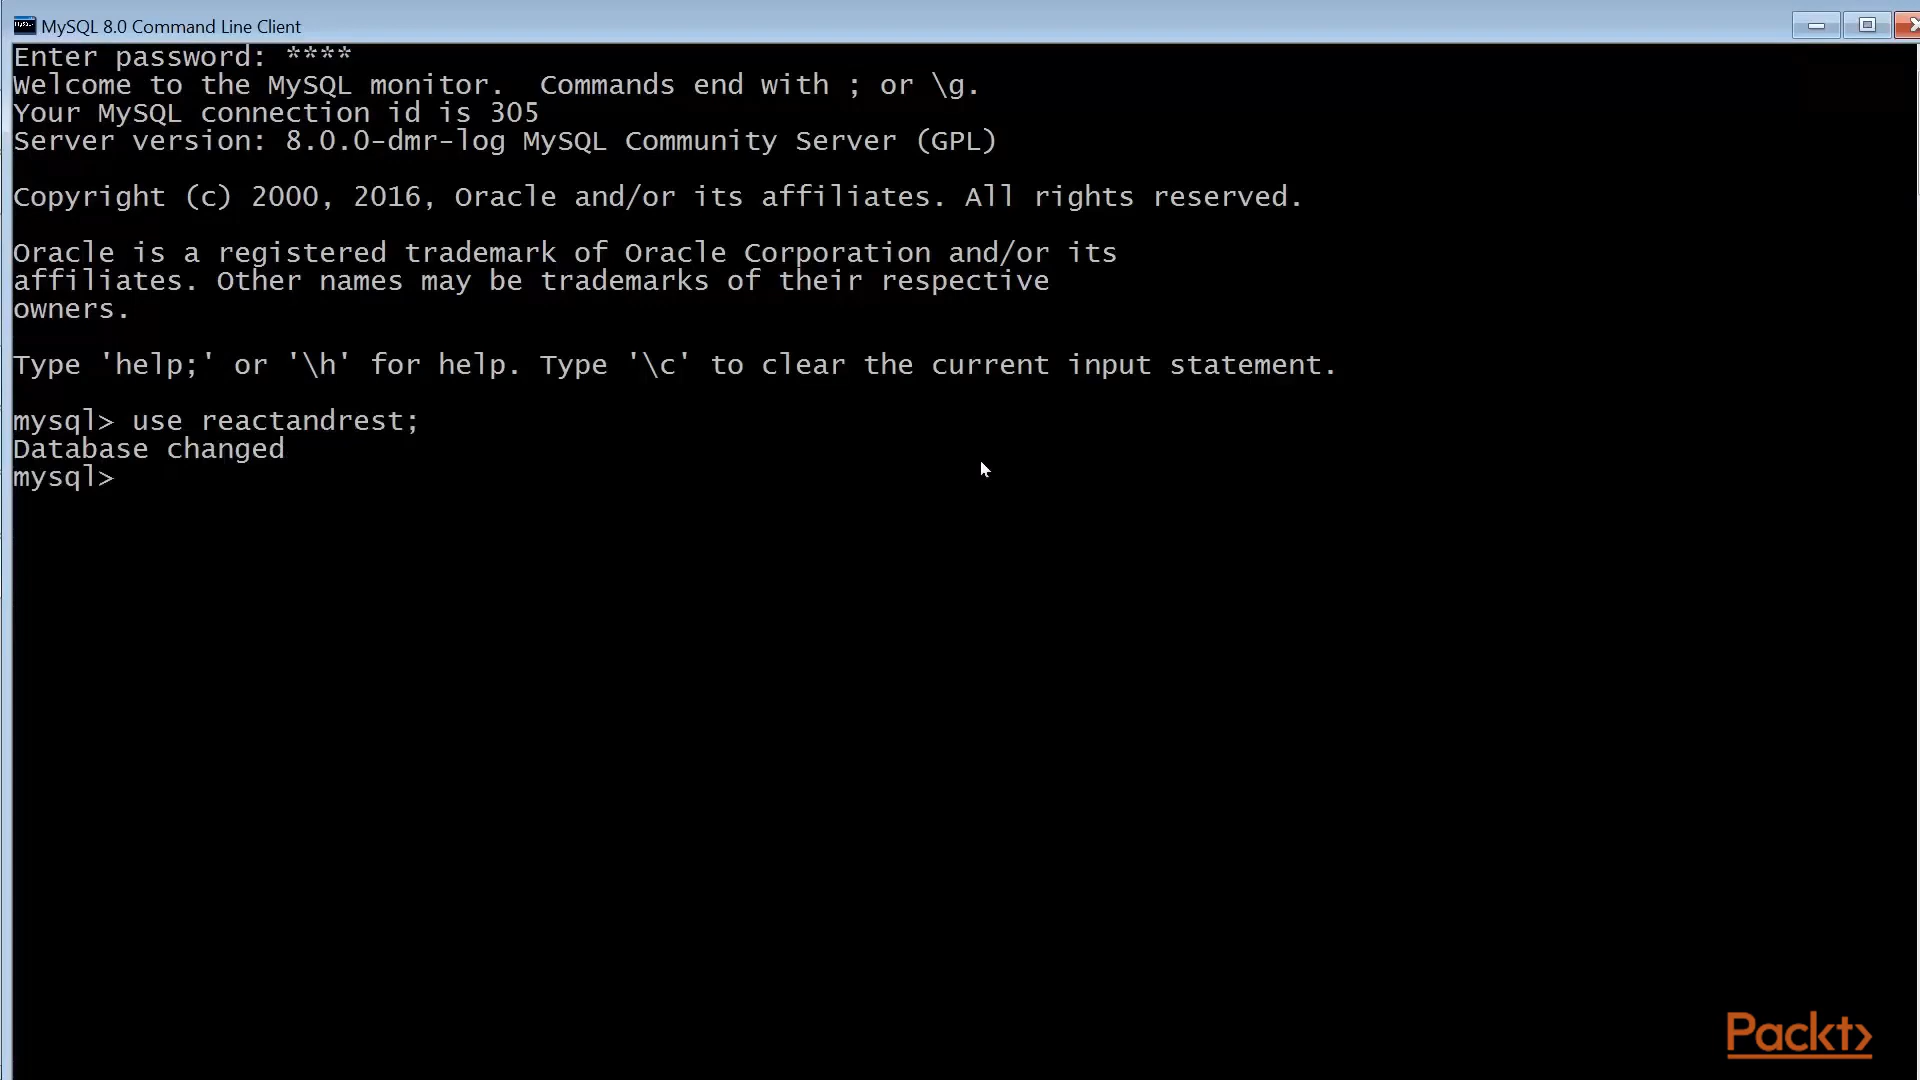 MySQL 8.0 Command Line Client
Enter password: ****
Welcome to the MySQL monitor.  Commands end with ; or \g.
Your MySQL connection id is 305
Server version: 8.0.0-dmr-log MySQL Community Server (GPL)
Copyright (c) 2000, 2016, Oracle and/or its affiliates. All rights reserved.
Oracle is a registered trademark of Oracle Corporation and/or its
affiliates. Other names may be trademarks of their respective
owners.
Type 'help;' or '\h' for help. Type '\c' to clear the current input statement.
mysql> use reactandrest;
Database changed
mysql>
Packt>